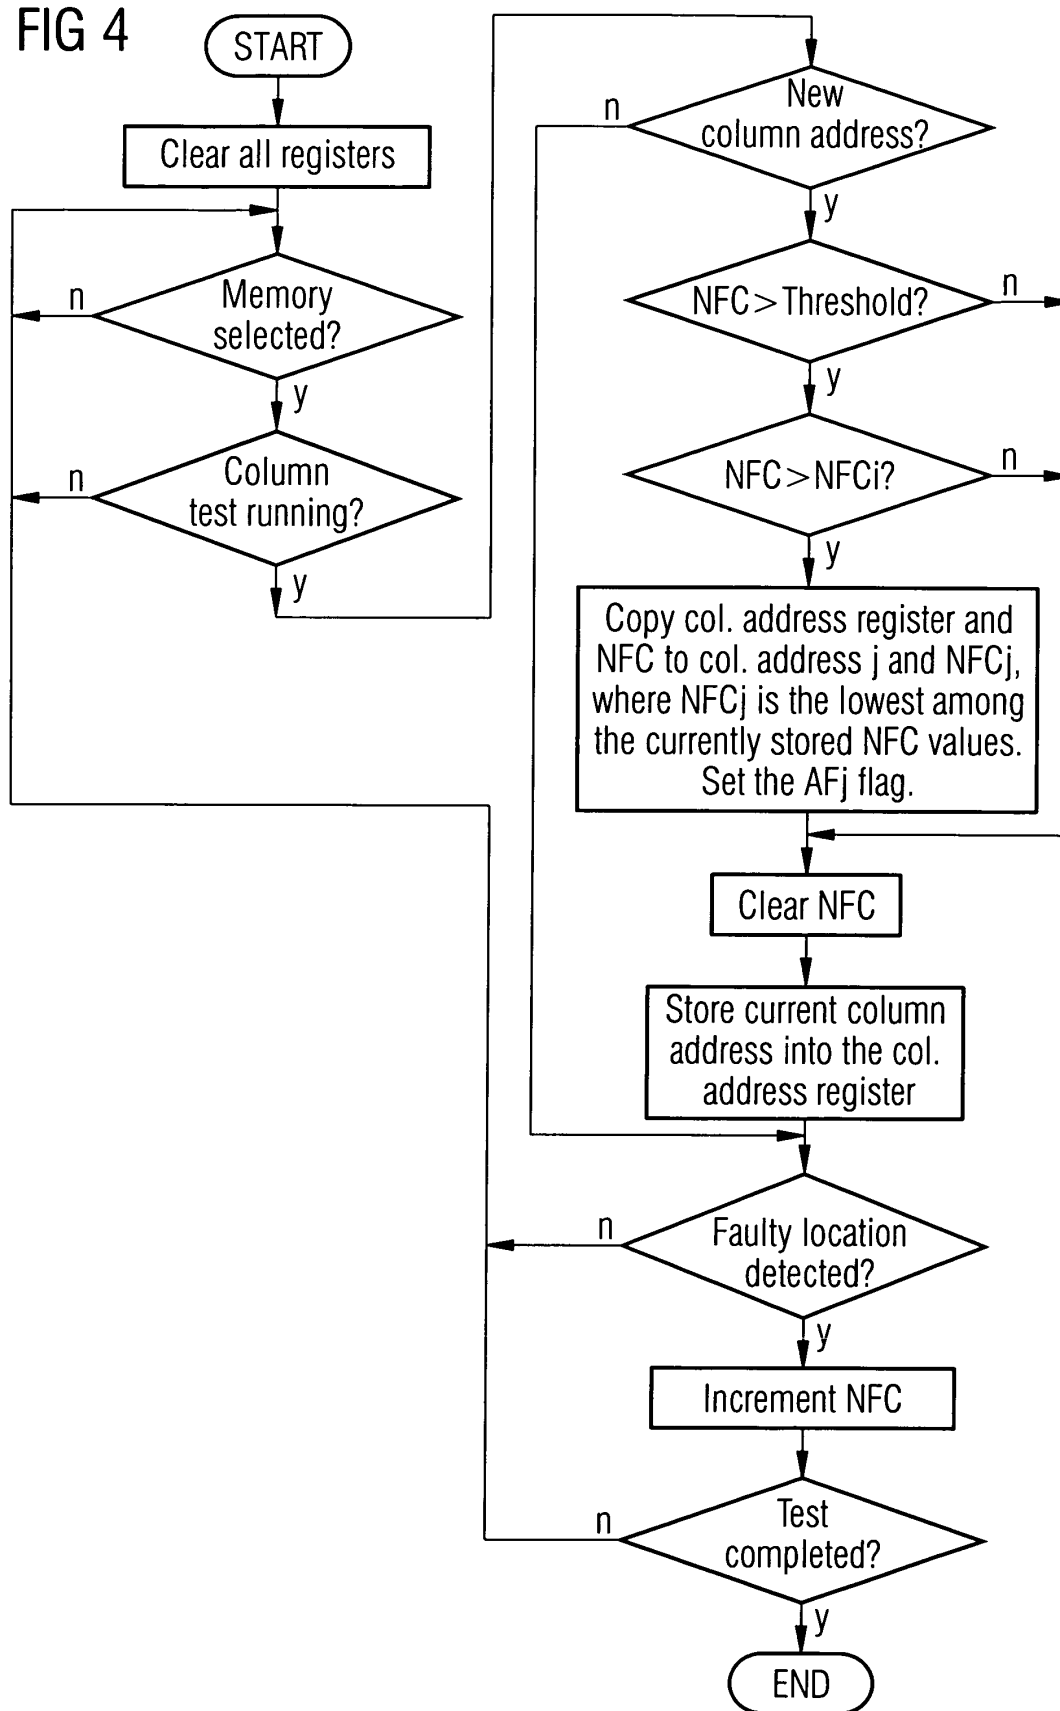 FIG 4
START
Clear all registers
n
Memory
selected?
y
n
Column
test running?
y
n
New
column address?
y
NFC > Threshold?
n
y
NFC > NFCi?
n
y
Copy col. address register and
NFC to col. address j and NFCj,
where NFCj is the lowest among
the currently stored NFC values.
Set the AFj flag.
Clear NFC
Store current column
address into the col.
address register
n
Faulty location
detected?
y
Increment NFC
n
Test
completed?
y
END